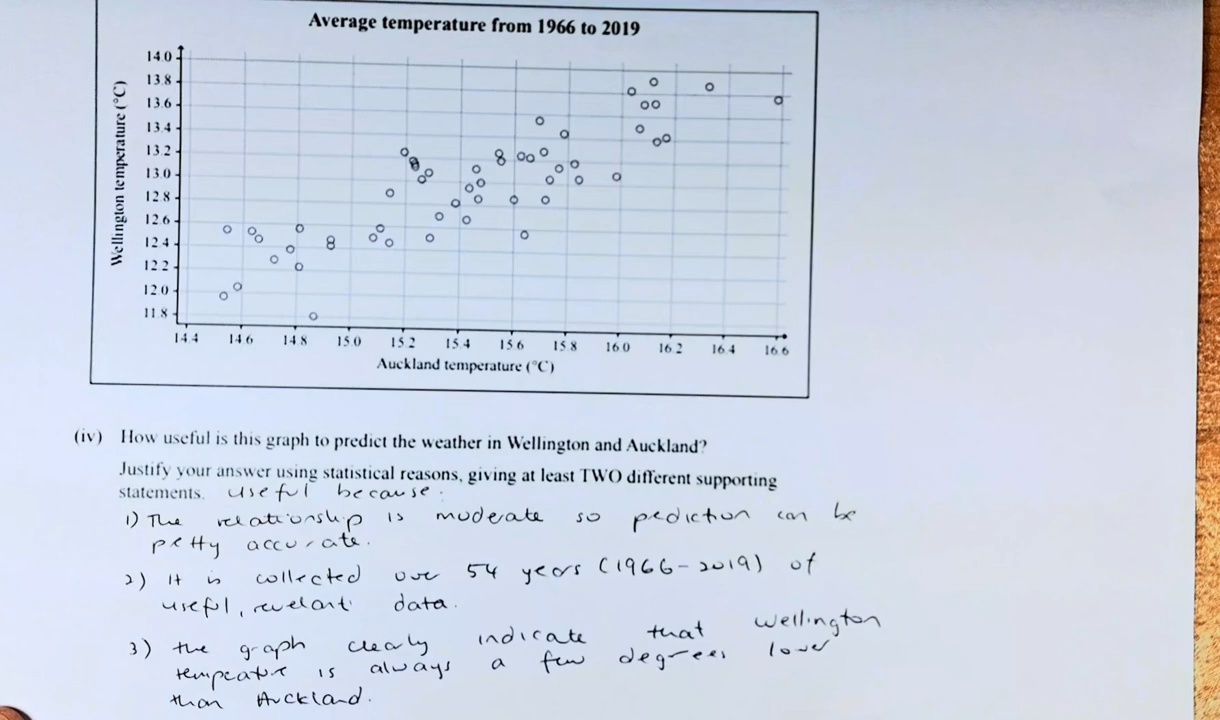 Average temperature from 1966 to 2019
Wellington temperature (°C)
14.0
13.8
13.6
13.4
13.2
13.0
12.8
12.6
12.4
12.2
12.0
11.8
14.4 14.6 14.8 15.0 15.2 15.4 15.6 15.8 16.0 16.2 16.4 16.6
Auckland temperature (°C)
(iv) How useful is this graph to predict the weather in Wellington and Auckland?
Justify your answer using statistical reasons, giving at least TWO different supporting
statements. useful because.
1) The relationship is moderate so pediction can be
petty accurate.
2) It is collected over 54 years (1966-2019) of
useful, revelant data.
3) the graph clearly indicate that wellington
tempeatre is always a few degrees lower
than Auckland.